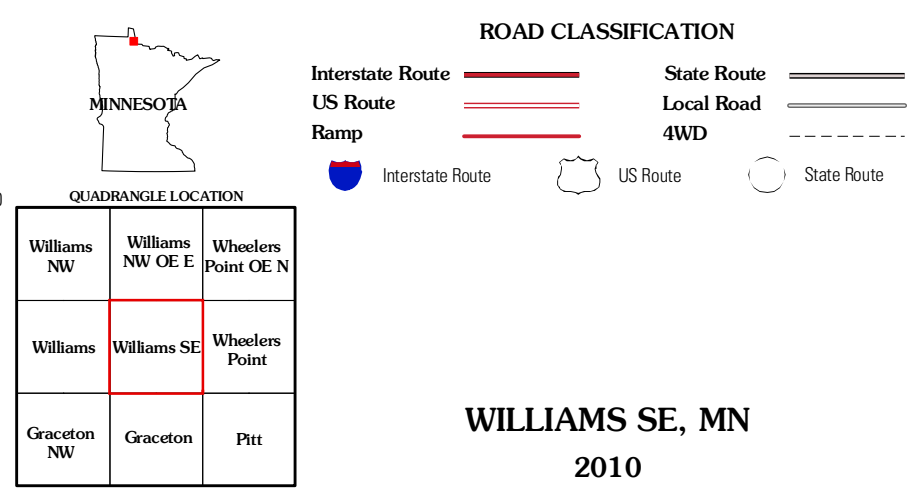 MINNESOTA
QUADRANGLE LOCATION
Williams
NW
Williams
NW OE E
Wheelers
Point OE N
Williams
Williams SE
Wheelers
Point
Graceton
NW
Graceton
Pitt
ROAD CLASSIFICATION
Interstate Route
State Route
US Route
Local Road
Ramp
4WD
Interstate Route
US Route
State Route
WILLIAMS SE, MN
2010